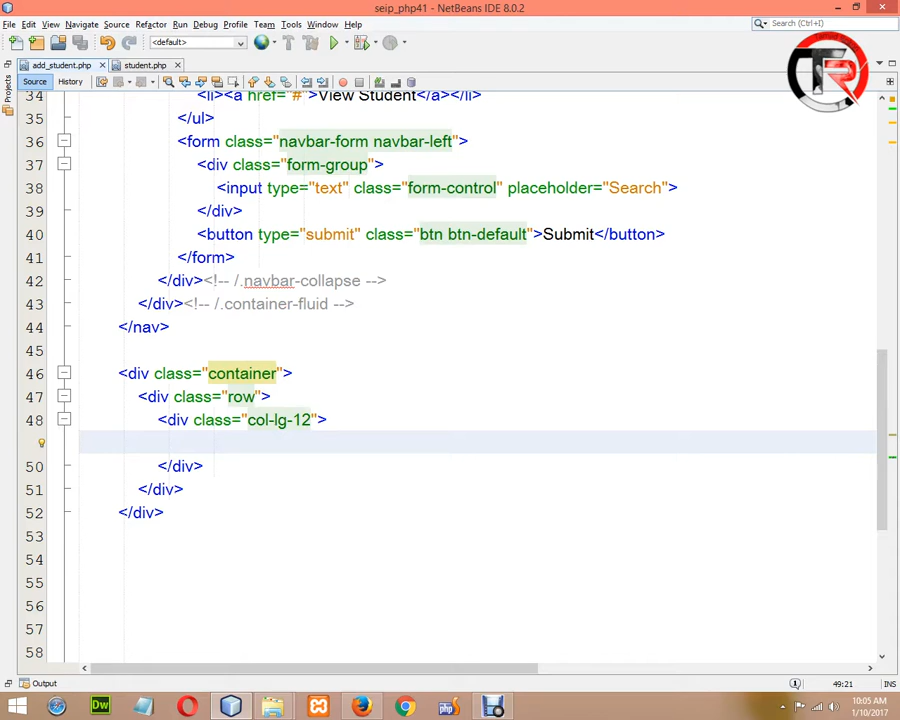 seip_php41 - NetBeans IDE 8.0.2
File Edit View Navigate Source Refactor Run Debug Profile Team Tools Window Help
<default>
Search (Ctrl+I)
add_student.php
student.php
Source History
Projects
TR
34 <li><a href="#">View Student</a></li>
35 </ul>
36 <form class="navbar-form navbar-left">
37 <div class="form-group">
38 <input type="text" class="form-control" placeholder="Search">
39 </div>
40 <button type="submit" class="btn btn-default">Submit</button>
41 </form>
42 </div><!-- /.navbar-collapse -->
43 </div><!-- /.container-fluid -->
44 </nav>
45
46 <div class="container">
47 <div class="row">
48 <div class="col-lg-12">
50 </div>
51 </div>
52 </div>
53
54
55
56
57
58
Output
49:21 INS
Dw
php
10:05 AM
1/10/2017